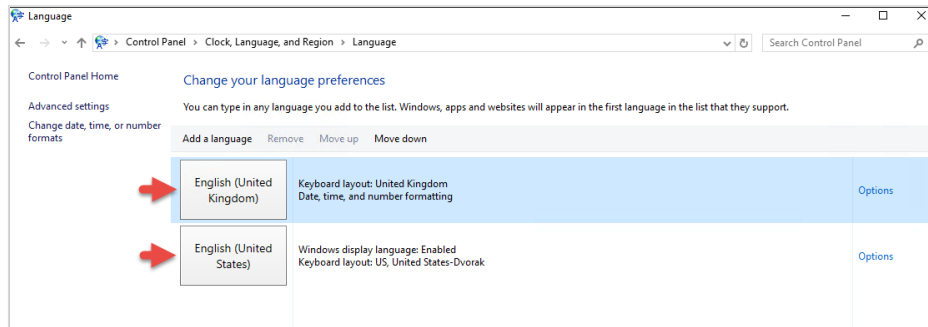 Language
Control Panel > Clock, Language, and Region > Language
Search Control Panel
Control Panel Home
Advanced settings
Change date, time, or number
formats
Change your language preferences
You can type in any language you add to the list. Windows, apps and websites will appear in the first language in the list that they support.
Add a language Remove Move up Move down
English (United
Kingdom)
Keyboard layout: United Kingdom
Date, time, and number formatting
Options
English (United
States)
Windows display language: Enabled
Keyboard layout: US, United States-Dvorak
Options